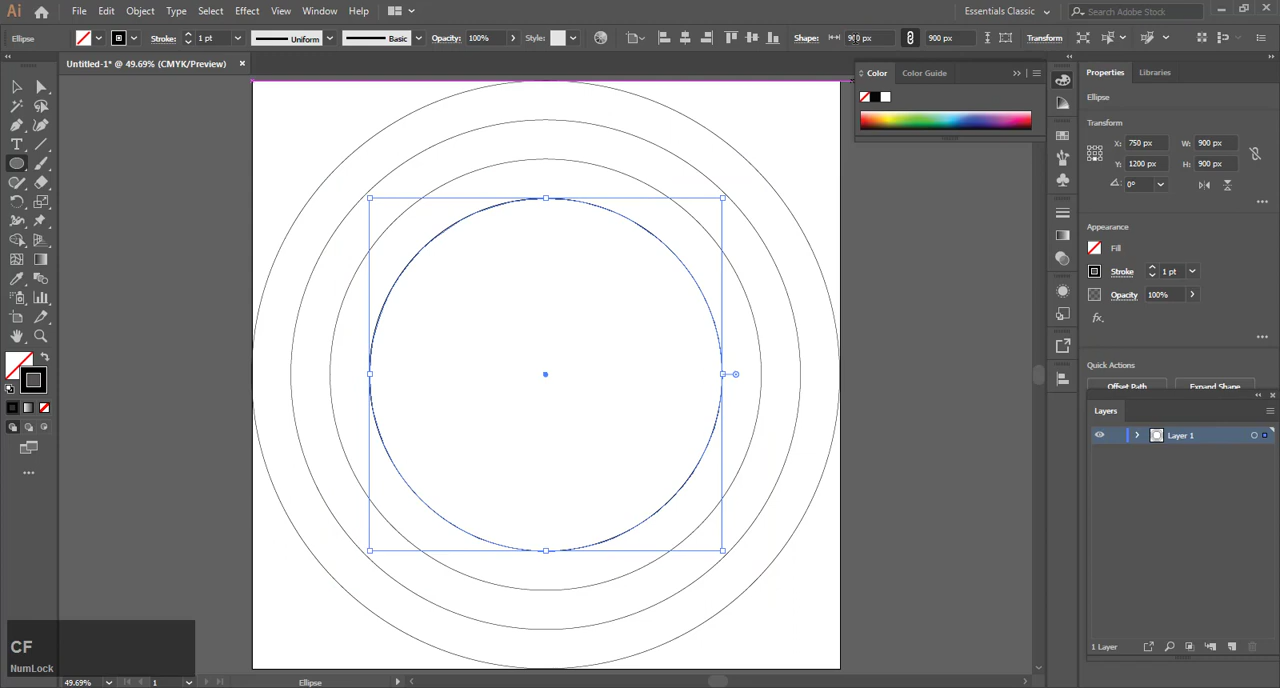 Ai File Edit Object Type Select Effect View Window Help Essentials Classic Search Adobe Stock
Ellipse Stroke: 1 pt Uniform Basic Opacity: 100% Style: Shape: 900 px 900 px Transform
Untitled-1* @ 49.69% (CMYK/Preview)
Color Color Guide
Properties Libraries
Ellipse
Transform
X: 750 px W: 900 px
Y: 1200 px H: 900 px
0°
Appearance
Fill
Stroke 1 pt
Opacity 100%
fx.
Quick Actions
Offset Path Expand Shape
Layers
Layer 1
CF
NumLock
1 Layer
49.69% 1 Ellipse